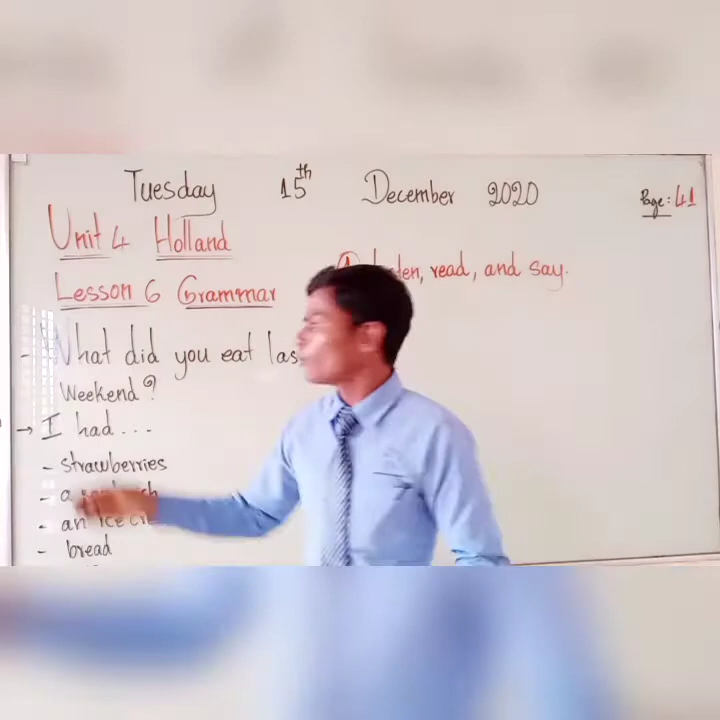 Tuesday 15th December 2020
Page: 41
Unit 4 Holland
Lesson 6 Grammar
read, and say.
- What did you eat
Weekend?
→ I had...
- strawberries
- a
- an ice
- bread